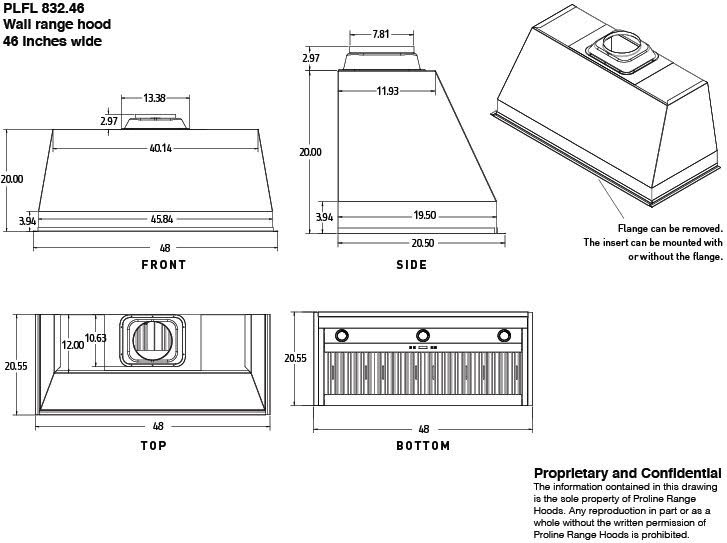 PLFL 832.46
Wall range hood
46 inches wide
13.38
2.97
40.14
20.00
3.94
45.84
48
FRONT
7.81
2.97
11.93
20.00
3.94
19.50
20.50
SIDE
Flange can be removed.
The insert can be mounted with
or without the flange.
12.00
10.63
20.55
48
TOP
20.55
48
BOTTOM
Proprietary and Confidential
The information contained in this drawing
is the sole property of Proline Range
Hoods. Any reproduction in part or as a
whole without the written permission of
Proline Range Hoods is prohibited.